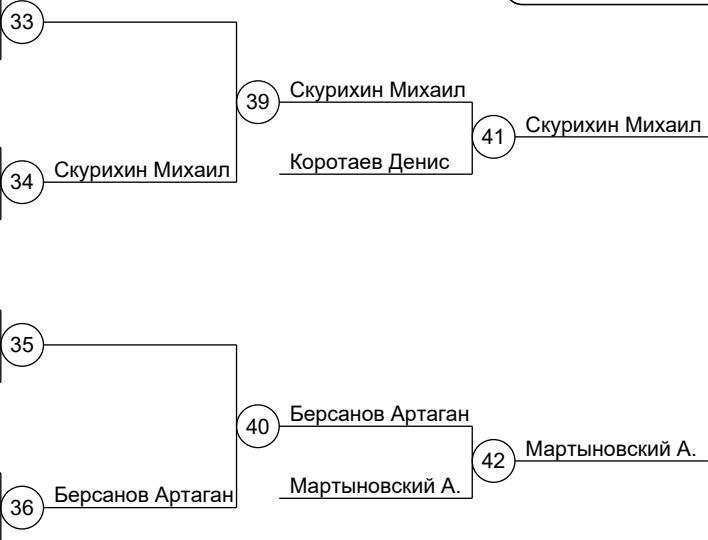 33
39
Скурихин Михаил
41
Скурихин Михаил
34
Скурихин Михаил
Коротаев Денис
35
40
Берсанов Артаган
42
Мартыновский А.
36
Берсанов Артаган
Мартыновский А.